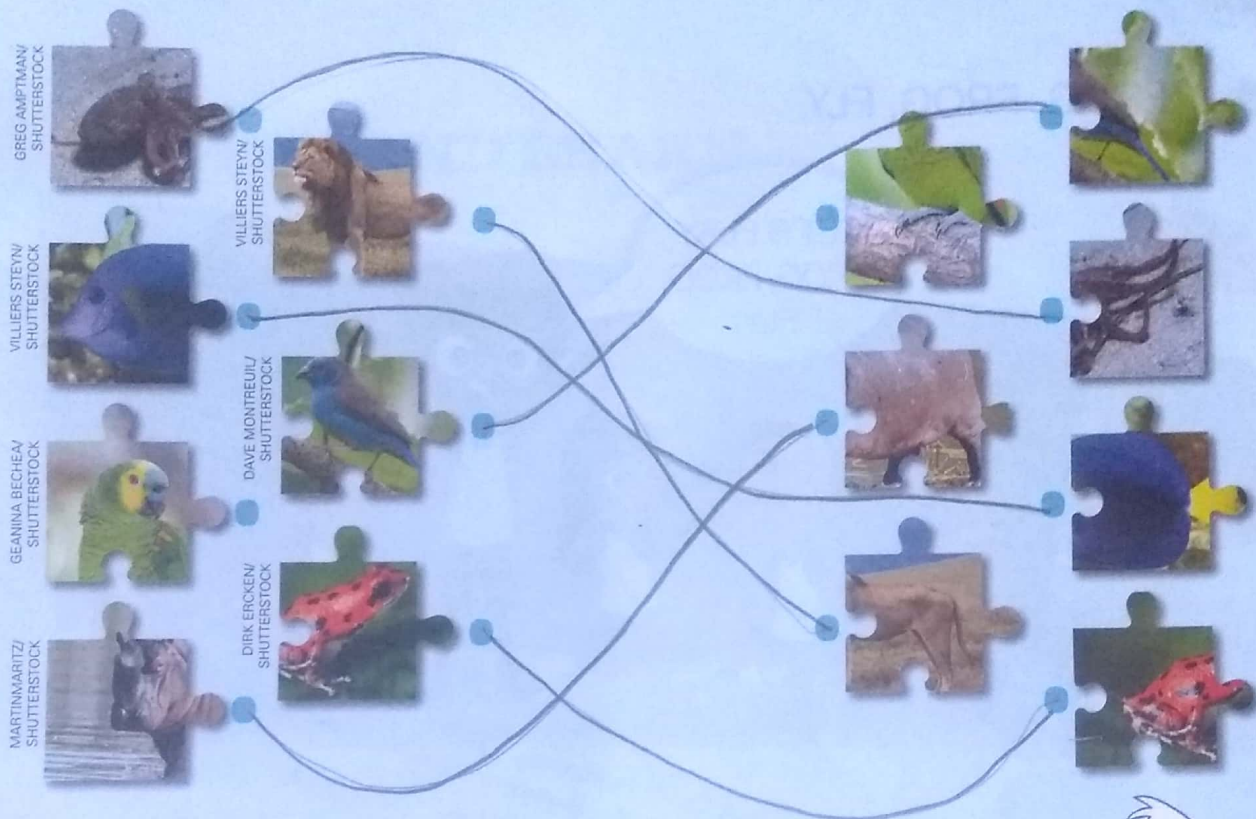 GREG AMPTMAN/
SHUTTERSTOCK
VILLIERS STEYN/
SHUTTERSTOCK
VILLIERS STEYN/
SHUTTERSTOCK
DAVE MONTREUIL/
SHUTTERSTOCK
GEANINA BECHEA/
SHUTTERSTOCK
DIRK ERCKEN/
SHUTTERSTOCK
MARTINMARITZ/
SHUTTERSTOCK